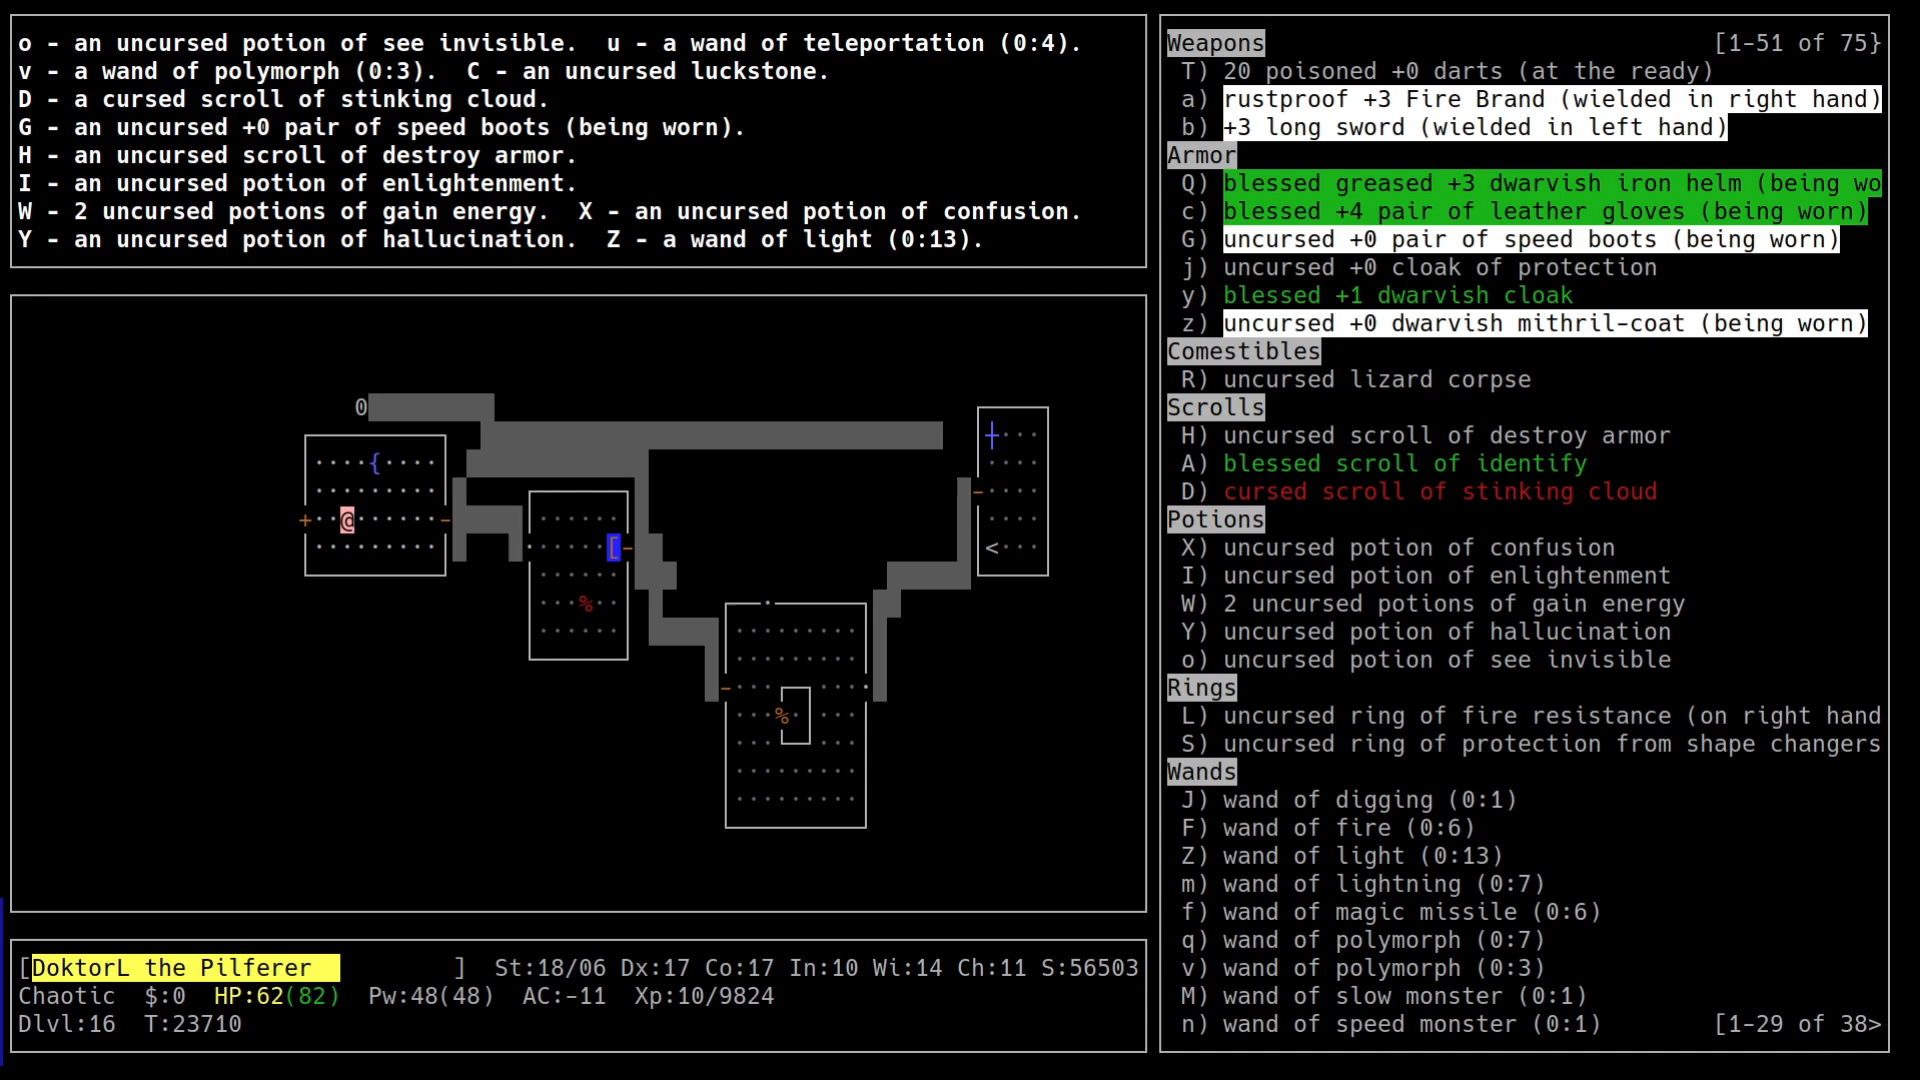 o - an uncursed potion of see invisible.  u - a wand of teleportation (0:4).
v - a wand of polymorph (0:3).  C - an uncursed luckstone.
D - a cursed scroll of stinking cloud.
G - an uncursed +0 pair of speed boots (being worn).
H - an uncursed scroll of destroy armor.
I - an uncursed potion of enlightenment.
W - 2 uncursed potions of gain energy.  X - an uncursed potion of confusion.
Y - an uncursed potion of hallucination.  Z - a wand of light (0:13).
0
+
{
+ @ -
- [ -
<
%
-
%
[DoktorL the Pilferer ] St:18/06 Dx:17 Co:17 In:10 Wi:14 Ch:11 S:56503
Chaotic $:0 HP:62(82) Pw:48(48) AC:-11 Xp:10/9824
Dlvl:16 T:23710
Weapons [1-51 of 75}
T) 20 poisoned +0 darts (at the ready)
a) rustproof +3 Fire Brand (wielded in right hand)
b) +3 long sword (wielded in left hand)
Armor
Q) blessed greased +3 dwarvish iron helm (being wo
c) blessed +4 pair of leather gloves (being worn)
G) uncursed +0 pair of speed boots (being worn)
j) uncursed +0 cloak of protection
y) blessed +1 dwarvish cloak
z) uncursed +0 dwarvish mithril-coat (being worn)
Comestibles
R) uncursed lizard corpse
Scrolls
H) uncursed scroll of destroy armor
A) blessed scroll of identify
D) cursed scroll of stinking cloud
Potions
X) uncursed potion of confusion
I) uncursed potion of enlightenment
W) 2 uncursed potions of gain energy
Y) uncursed potion of hallucination
o) uncursed potion of see invisible
Rings
L) uncursed ring of fire resistance (on right hand
S) uncursed ring of protection from shape changers
Wands
J) wand of digging (0:1)
F) wand of fire (0:6)
Z) wand of light (0:13)
m) wand of lightning (0:7)
f) wand of magic missile (0:6)
q) wand of polymorph (0:7)
v) wand of polymorph (0:3)
M) wand of slow monster (0:1)
n) wand of speed monster (0:1) [1-29 of 38>